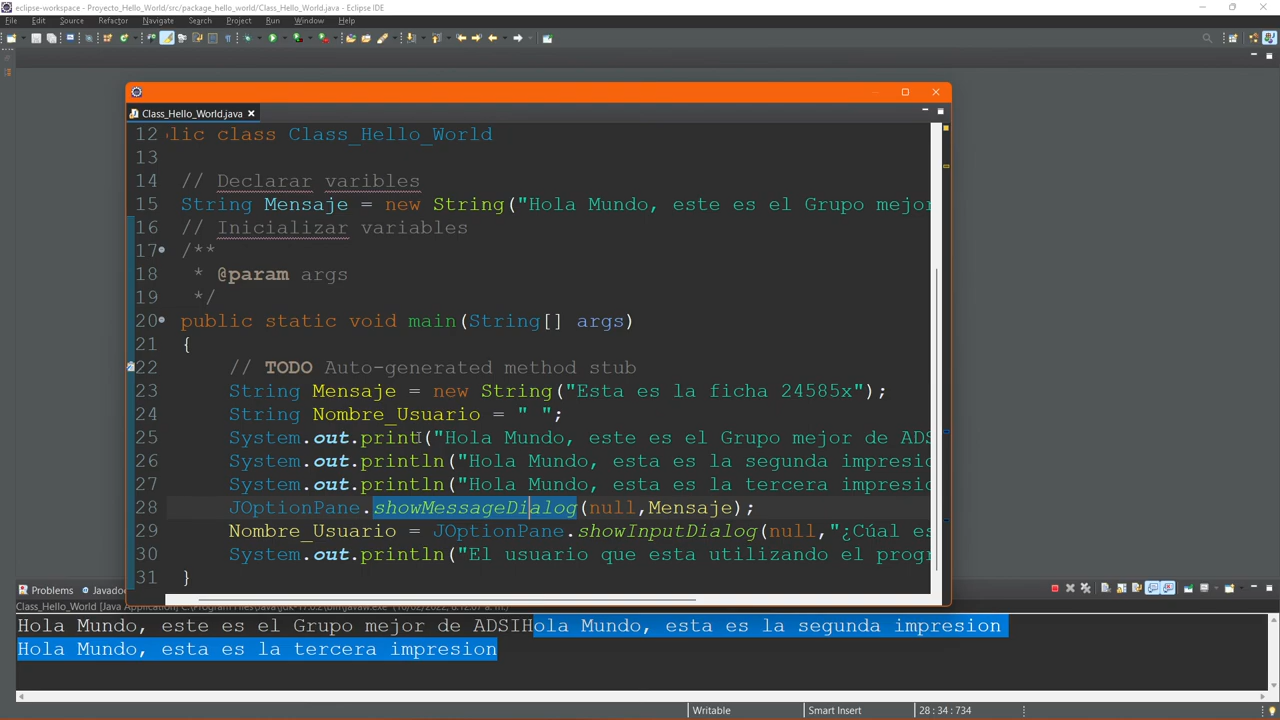 eclipse-workspace - Proyecto_Hello_World/src/package_hello_world/Class_Hello_World.java - Eclipse IDE
File Edit Source Refactor Navigate Search Project Run Window Help
Class_Hello_World.java
12 lic class Class_Hello_World
13
14 // Declarar varibles
15 String Mensaje = new String("Hola Mundo, este es el Grupo mejor
16 // Inicializar variables
17 /**
18 * @param args
19 */
20 public static void main(String[] args)
21 {
22 // TODO Auto-generated method stub
23 String Mensaje = new String("Esta es la ficha 24585x");
24 String Nombre_Usuario = " ";
25 System.out.print("Hola Mundo, este es el Grupo mejor de ADS
26 System.out.println("Hola Mundo, esta es la segunda impresion
27 System.out.println("Hola Mundo, esta es la tercera impresion
28 JOptionPane.showMessageDialog(null,Mensaje);
29 Nombre_Usuario = JOptionPane.showInputDialog(null,"¿Cúal es
30 System.out.println("El usuario que esta utilizando el progr
31 }
Problems Javado
Class_Hello_World [Java Application]
Hola Mundo, este es el Grupo mejor de ADSIHola Mundo, esta es la segunda impresion
Hola Mundo, esta es la tercera impresion
Writable Smart Insert 28 : 34 : 734